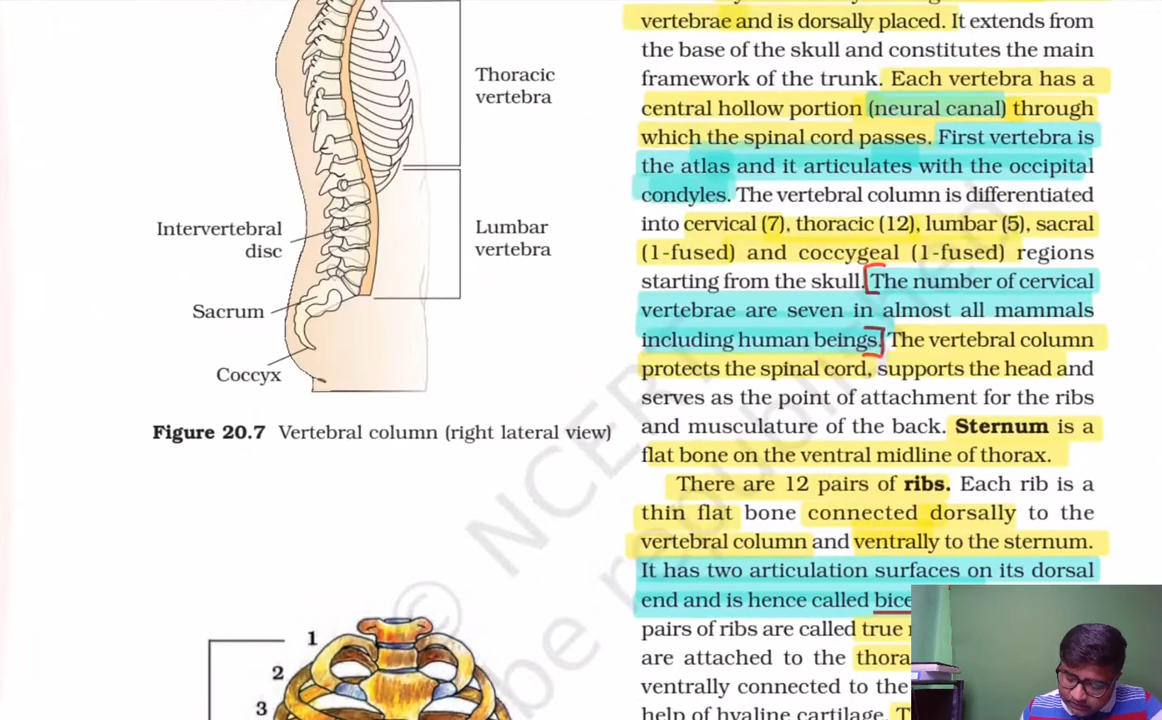 Thoracic
vertebra
Intervertebral
disc
Lumbar
vertebra
Sracum
Coccyx
Figure 20.7 Vertebral column (right lateral view)
1
2
3
vertebrae and is dorsally placed. It extends from
the base of the skull and constitutes the main
framework of the trunk. Each vertebra has a
central hollow portion (neural canal) through
which the spinal cord passes. First vertebra is
the atlas and it articulates with the occipital
condyles. The vertebral column is differentiated
into cervical (7), thoracic (12), lumbar (5), sacral
(1-fused) and coccygeal (1-fused) regions
starting from the skull. The number of cervical
vertebrae are seven in almost all mammals
including human beings. The vertebral column
protects the spinal cord, supports the head and
serves as the point of attachment for the ribs
and musculature of the back. Sternum is a
flat bone on the ventral midline of thorax.
There are 12 pairs of ribs. Each rib is a
thin flat bone connected dorsally to the
vertebral column and ventrally to the sternum.
It has two articulation surfaces on its dorsal
end and is hence called
pairs of ribs are called true
are attached to the
ventrally connected to the
help of hyaline cartilage.
© NCERT
be republished